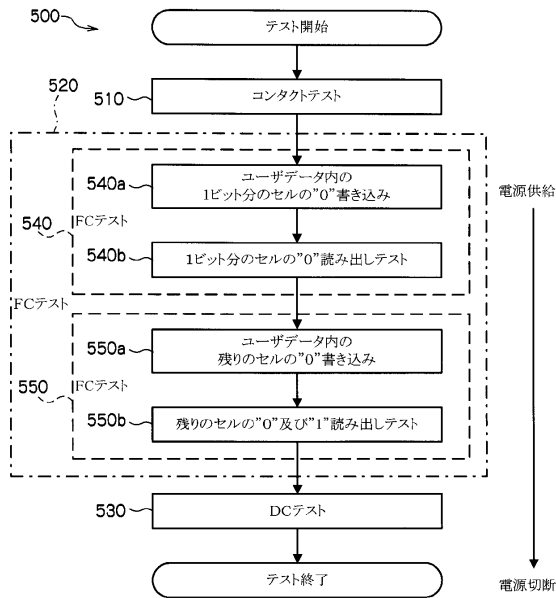 500
テスト開始
510
コンタクトテスト
520
540
FCテスト
540a
ユーザデータ内の
1ビット分のセルの"0"書き込み
540b
1ビット分のセルの"0"読み出しテスト
FCテスト
550
FCテスト
550a
ユーザデータ内の
残りのセルの"0"書き込み
550b
残りのセルの"0"及び"1"読み出しテスト
530
DCテスト
テスト終了
電源供給
電源切断